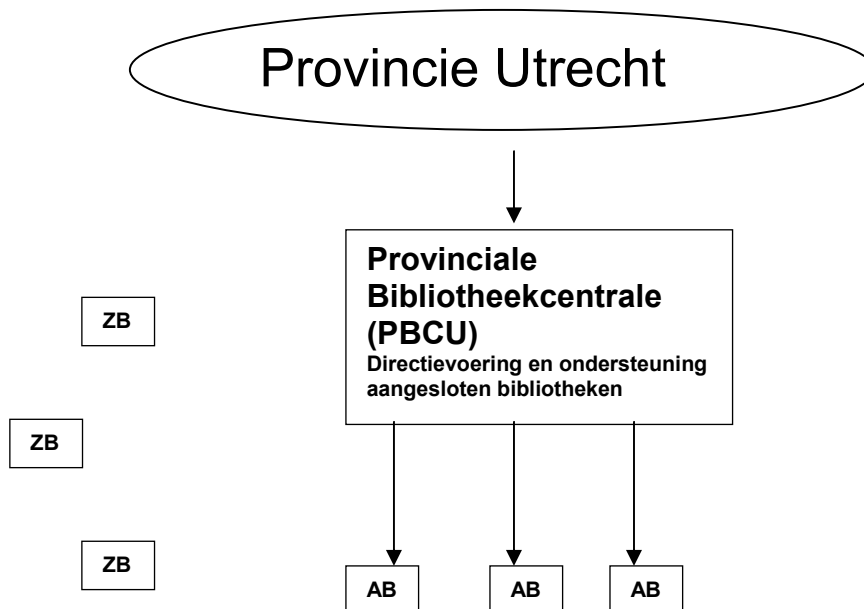 Provincie Utrecht
Provinciale
Bibliotheekcentrale
(PBCU)
Directievoering en ondersteuning
aangesloten bibliotheken
ZB
ZB
ZB
AB
AB
AB